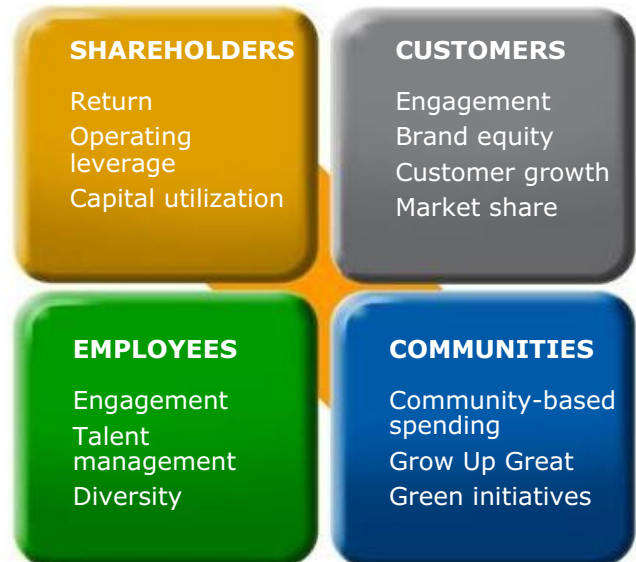 SHAREHOLDERS
Return
Operating
leverage
Capital utilization
CUSTOMERS
Engagement
Brand equity
Customer growth
Market share
EMPLOYEES
Engagement
Talent
management
Diversity
COMMUNITIES
Community-based
spending
Grow Up Great
Green initiatives